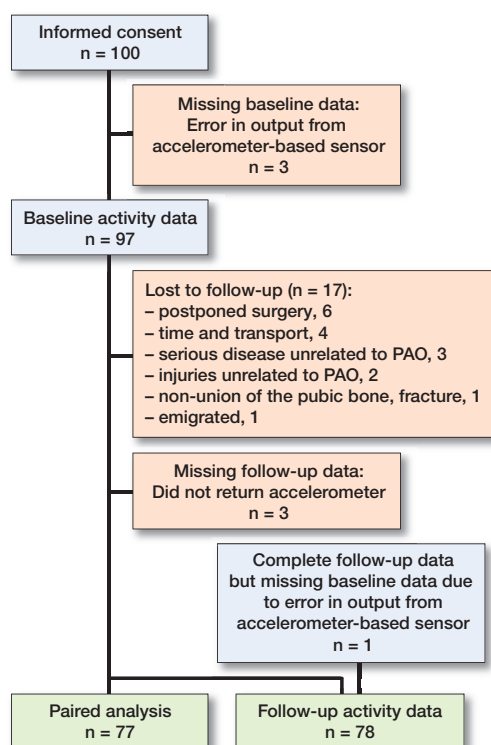 Informed consent
n = 100
Missing baseline data:
Error in output from
accelerometer-based sensor
n = 3
Baseline activity data
n = 97
Lost to follow-up (n = 17):
– postponed surgery, 6
– time and transport, 4
– serious disease unrelated to PAO, 3
– injuries unrelated to PAO, 2
– non-union of the pubic bone, fracture, 1
– emigrated, 1
Missing follow-up data:
Did not return accelerometer
n = 3
Complete follow-up data
but missing baseline data due
to error in output from
accelerometer-based sensor
n = 1
Paired analysis
n = 77
Follow-up activity data
n = 78